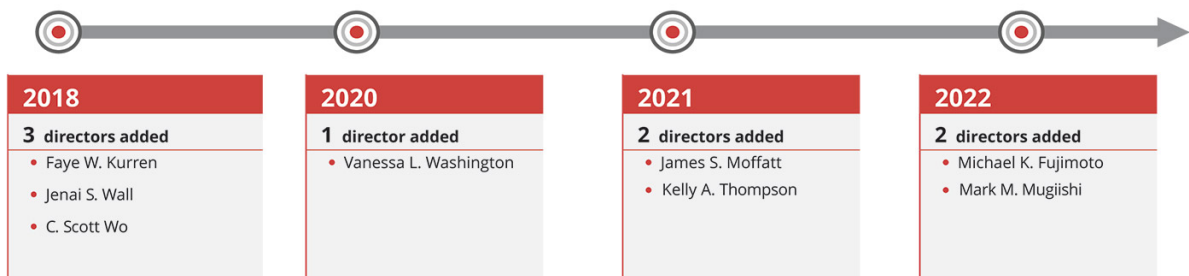 2018
3 directors added
• Faye W. Kurren
• Jenai S. Wall
• C. Scott Wo
2020
1 director added
• Vanessa L. Washington
2021
2 directors added
• James S. Moffatt
• Kelly A. Thompson
2022
2 directors added
• Michael K. Fujimoto
• Mark M. Mugiishi